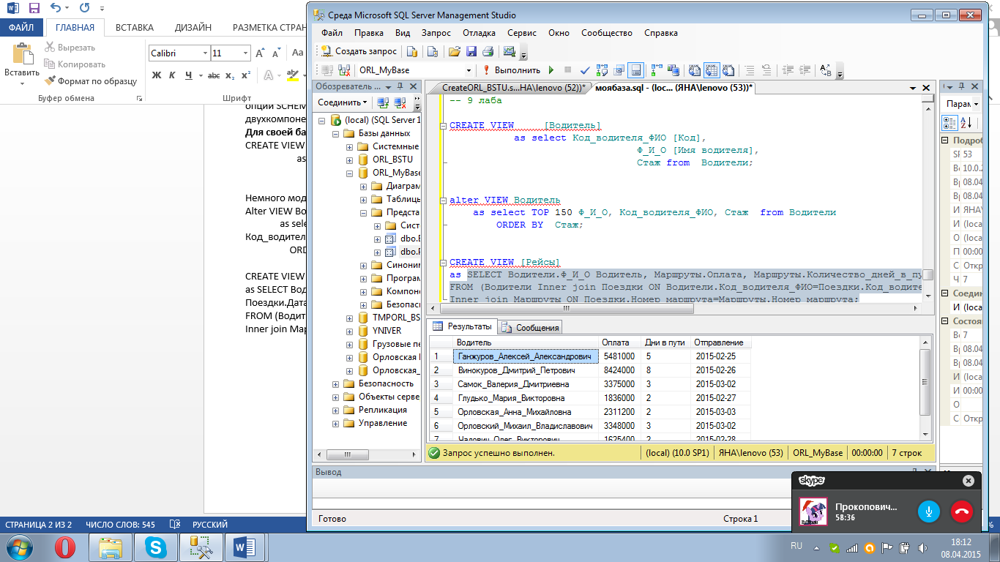 ФАЙЛ ГЛАВНАЯ ВСТАВКА ДИЗАЙН РАЗМЕТКА СТРАН
Вставить
Вырезать
Копировать
Формат по образцу
Буфер обмена
Calibri 11
Ж К Ч abc x₂ x²
Шрифт
опции SCHEM
двухкомпоне
Для своей ба
CREATE VIEW
as
Немного мод
Alter VIEW Во
as sele
Код_водител
ORD
CREATE VIEW
as SELECT Вод
Поездки.Дата
FROM (Водит
Inner join Мар
СТРАНИЦА 2 ИЗ 2 ЧИСЛО СЛОВ: 545 РУССКИЙ
Среда Microsoft SQL Server Management Studio
Файл Правка Вид Запрос Отладка Сервис Окно Сообщество Справка
Создать запрос
ORL_MyBase Выполнить
Обозреватель
Соединить
(local) (SQL Server 1
Базы данных
Системные
ORL_BSTU
ORL_MyBase
Диаграм
Таблицы
Предста
Сист
dbo.
dbo.
Синоним
Програм
Компоне
Безопас
TMPORL_BS
YNIVER
Грузовые пе
Орловская
Орловская_
Безопасность
Объекты серве
Репликация
Управление
CreateORL_BSTU.s...НА\lenovo (52))* моябаза.sql - (loc... (ЯНА\lenovo (53))*
-- 9 лаба
CREATE VIEW [Водитель]
as select Код_водителя_ФИО [Код],
Ф_И_О [Имя водителя],
Стаж from Водители;
alter VIEW Водитель
as select TOP 150 Ф_И_О, Код_водителя_ФИО, Стаж from Водители
ORDER BY Стаж;
CREATE VIEW [Рейсы]
as SELECT Водители.Ф_И_О Водитель, Маршруты.Оплата, Маршруты.Количество_дней_в_пу
FROM (Водители Inner join Поездки ON Водители.Код_водителя_ФИО=Поездки.Код_водите
Inner join Маршруты ON Поездки.Номер_маршрута=Маршруты.Номер_маршрута;
Результаты Сообщения
Водитель Оплата Дни в пути Отправление
1 Ганжуров_Алексей_Александрович 5481000 5 2015-02-25
2 Винокуров_Дмитрий_Петрович 8424000 8 2015-02-26
3 Самок_Валерия_Дмитриевна 3375000 3 2015-03-02
4 Глудько_Мария_Викторовна 1836000 2 2015-02-27
5 Орловская_Анна_Михайловна 2311200 2 2015-03-03
6 Орловский_Михаил_Владиславович 3348000 3 2015-03-02
7 Олег_Викторович 1625400 2 2015-02-28
Запрос успешно выполнен. (local) (10.0 SP1) ЯНА\lenovo (53) ORL_MyBase 00:00:00 7 строк
Вывод
Готово Строка 1
Парам
Подроб
53
10.0.2
08.04
08.04
ЯНА\
(loca
(loca
00:00
Откр
7
Соедин
(loca
Состоя
7
08.04
08.04
(loca
00:00
Откр
skype
Прокопович...
58:36
RU
18:12
08.04.2015